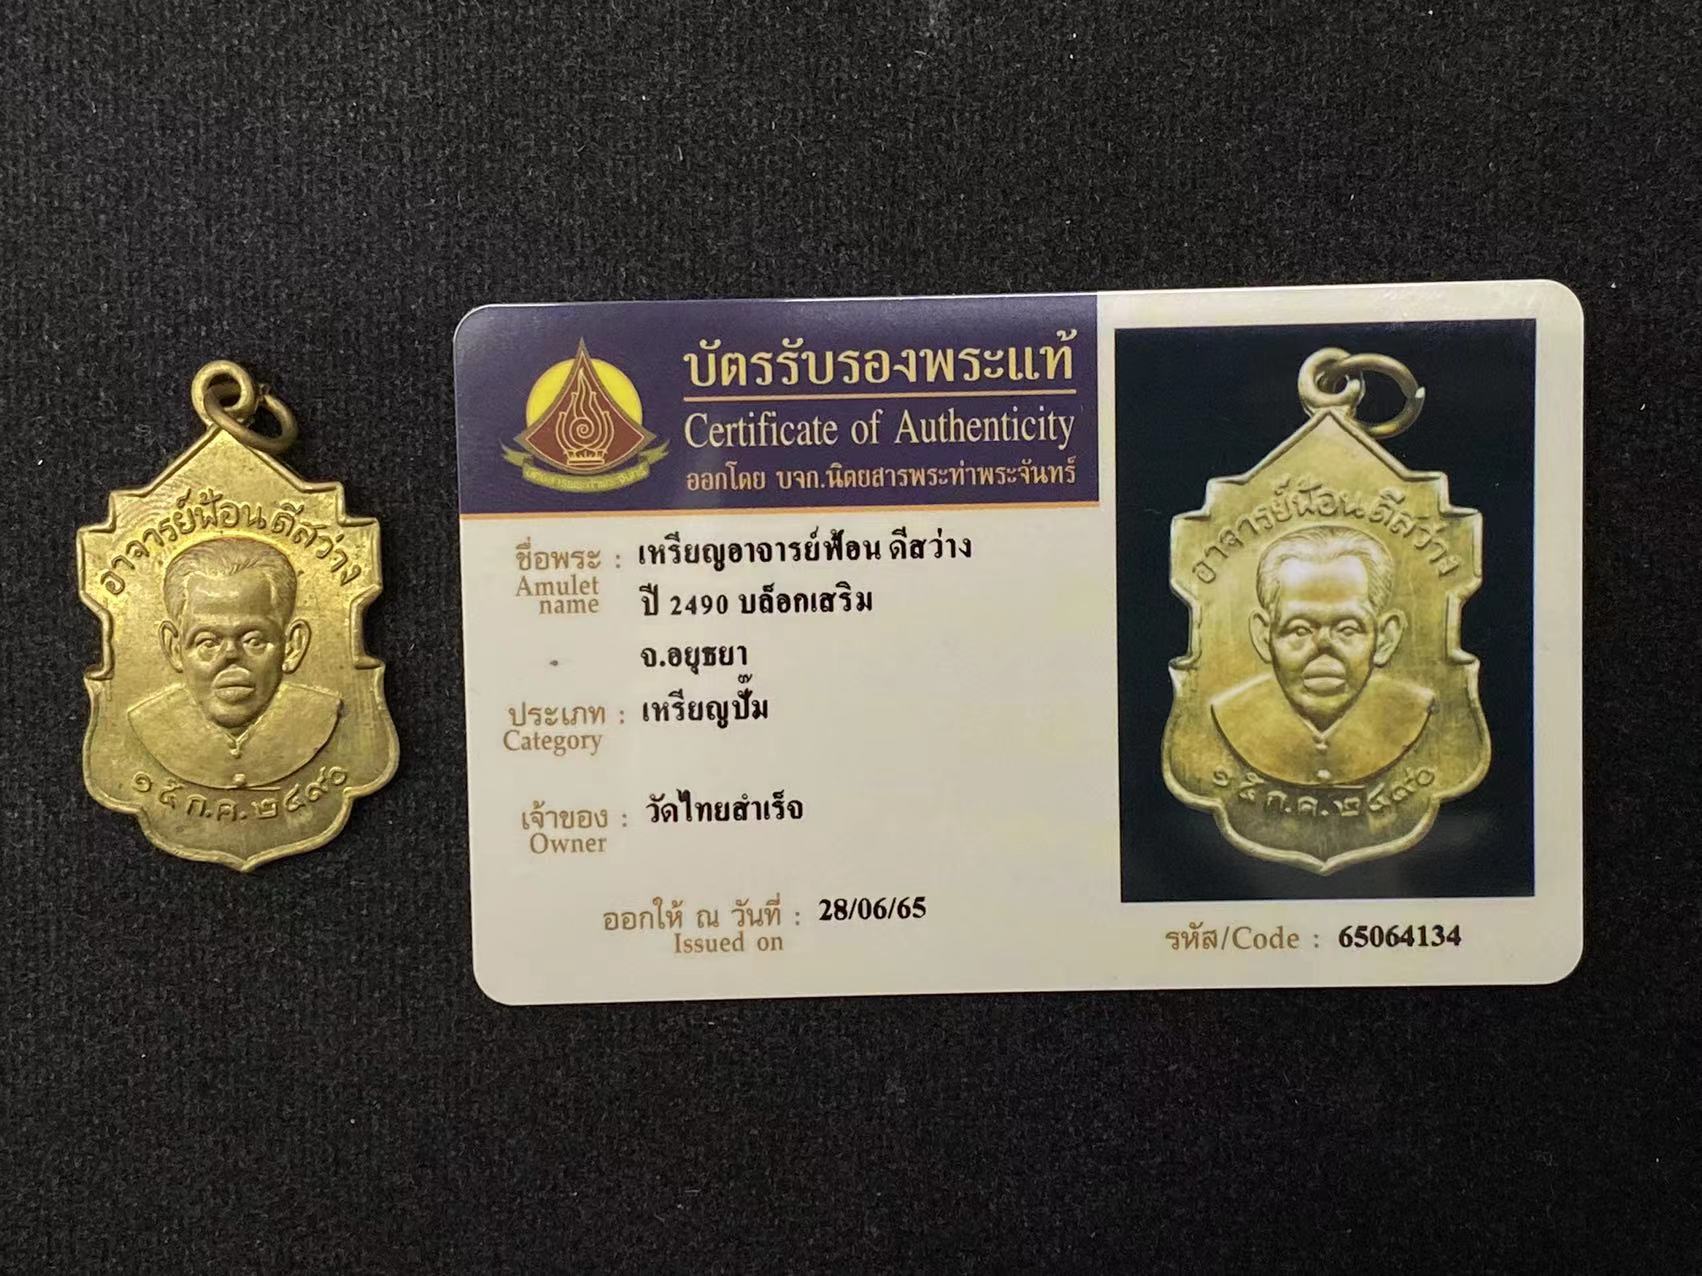 อาจารย์ฟ้อน ดีสว่าง
๑๕ ก.ค. ๒๔๙๐
บัตรรับรองพระแท้
Certificate of Authenticity
ออกโดย บจก.นิตยสารพระท่าพระจันทร์
ชื่อพระ : เหรียญอาจารย์ฟ้อน ดีสว่าง
Amulet name
ปี 2490 บล็อกเสริม
จ.อยุธยา
ประเภท : เหรียญปั๊ม
Category
เจ้าของ : วัดไทยสำเร็จ
Owner
ออกให้ ณ วันที่ : 28/06/65
Issued on
อาจารย์ฟ้อน ดีสว่าง
๑๕ ก.ค. ๒๔๙๐
รหัส/Code : 65064134